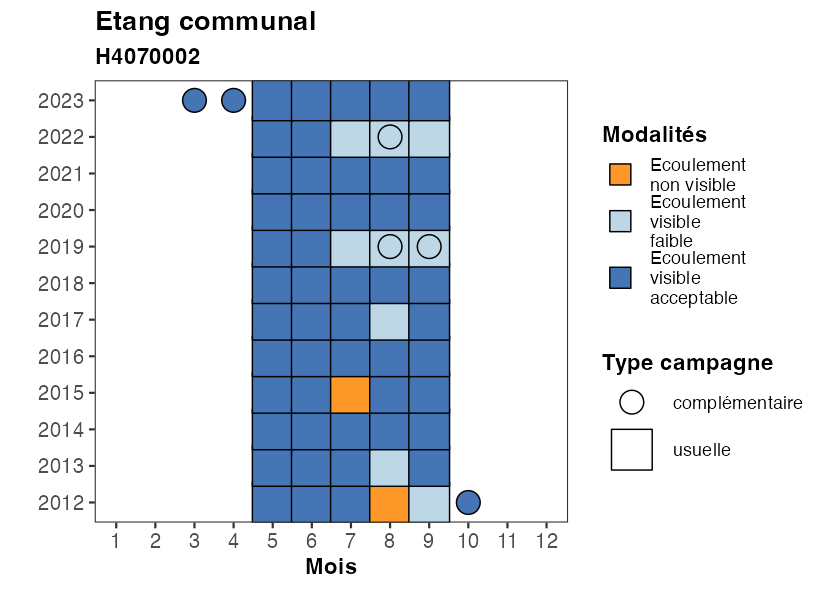 Etang communal
H4070002
2023
2022
2021
2020
2019
2018
2017
2016
2015
2014
2013
2012
1 2 3 4 5 6 7 8 9 10 11 12
Mois
Modalités
Ecoulement
non visible
Ecoulement
visible
faible
Ecoulement
visible
acceptable
Type campagne
complémentaire
usuelle